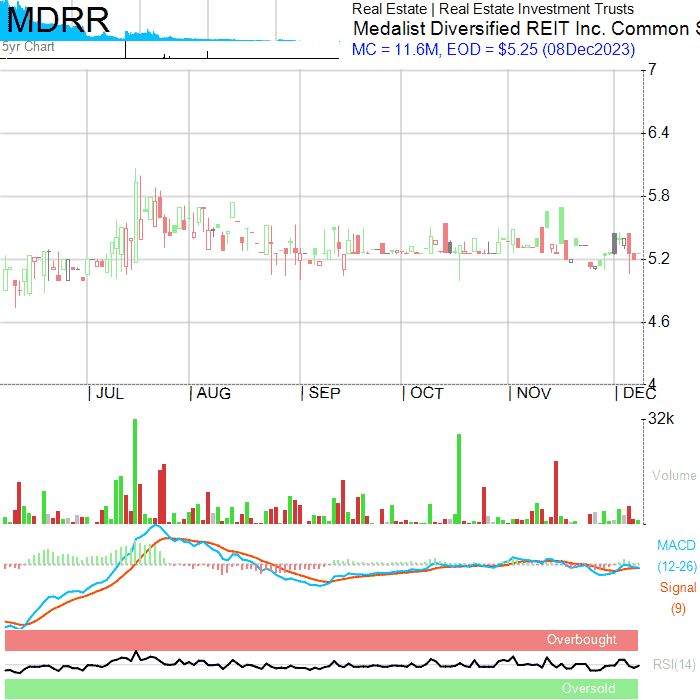 MDRR
5yr Chart
Real Estate | Real Estate Investment Trusts
Medalist Diversified REIT Inc. Common S
MC = 11.6M, EOD = $5.25 (08Dec2023)
7
6.4
5.8
5.2
4.6
4
JUL AUG SEP OCT NOV DEC
32k
Volume
MACD
(12-26)
Signal
(9)
Overbought
RSI(14)
Oversold